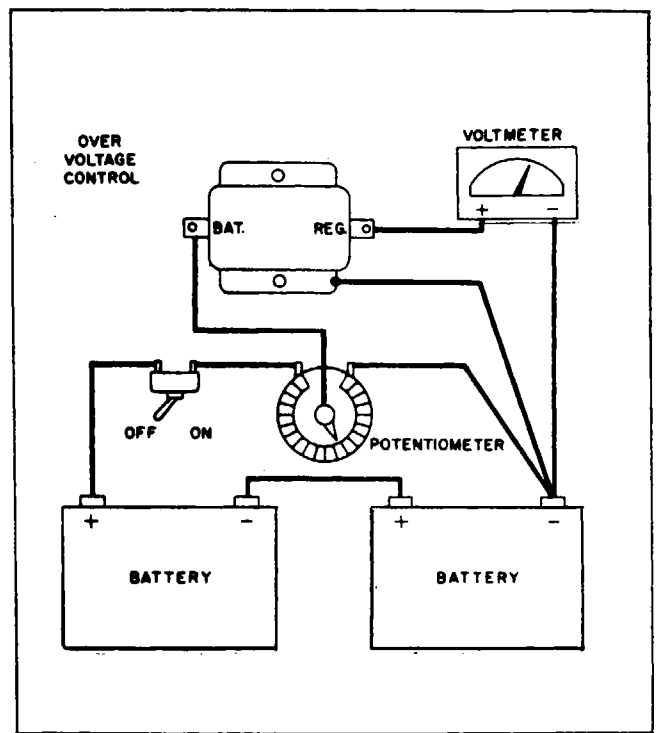 OVER
VOLTAGE
CONTROL
VOLTMETER
+ -
BAT. REG.
OFF ON
POTENTIOMETER
+ - + -
BATTERY BATTERY